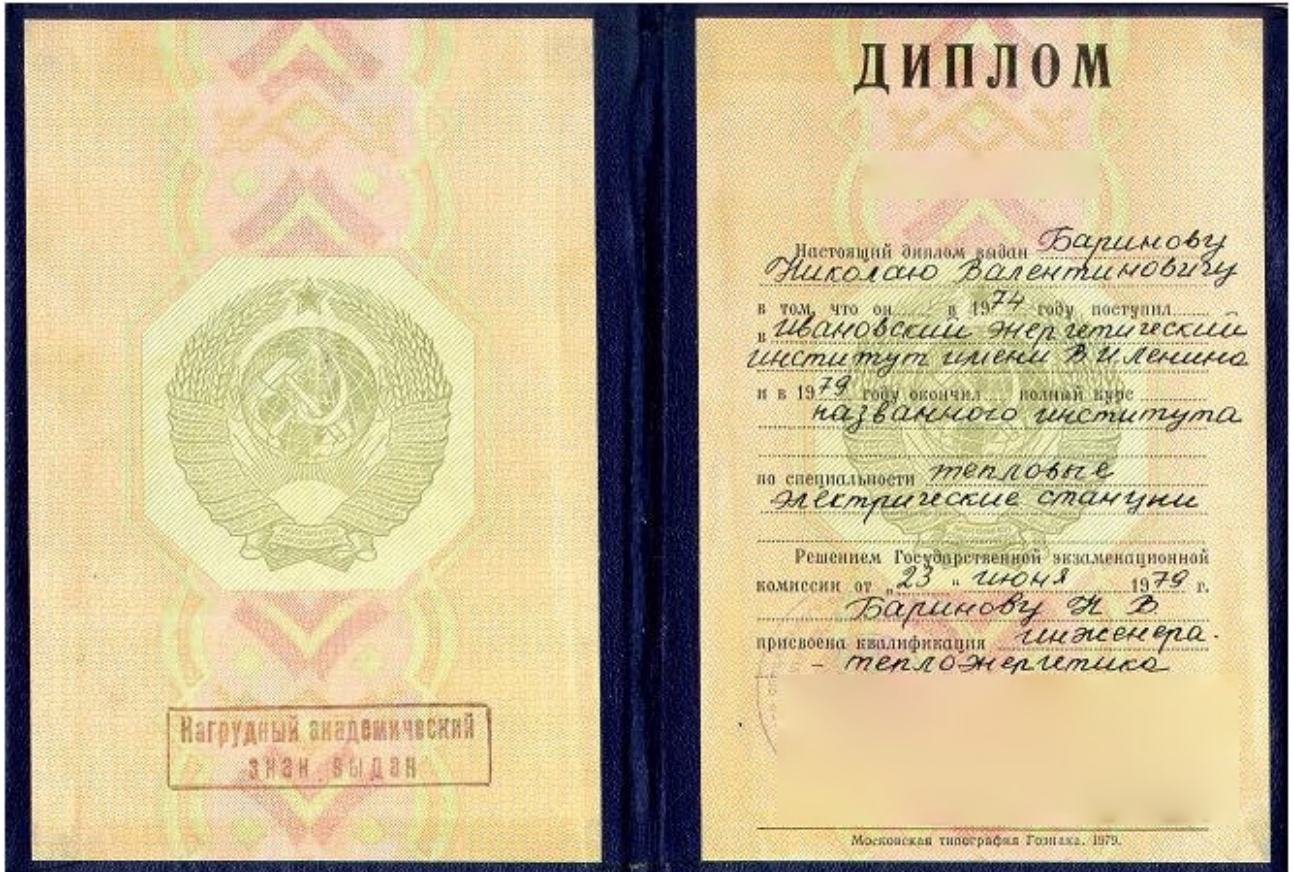 Нагрудный академический
знак выдан
ДИПЛОМ
Настоящий диплом выдан Баринову
Николаю Валентиновичу
в том, что он в 1974 году поступил
в Ивановский энергетический
институт имени В И Ленина
и в 1979 году окончил полный курс
названного института
по специальности тепловые
электрические станции
Решением Государственной экзаменационной
комиссии от „23" июня 1979 г.
Баринову Н В
присвоена квалификация инженера-
- теплоэнергетика
Московская типография Гознака. 1979.